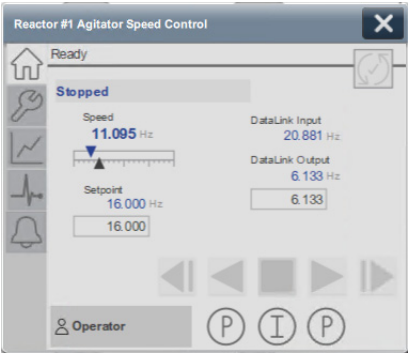 Reactor #1 Agitator Speed Control
Ready
Stopped
Speed
11.095 Hz
DataLink Input
20.881 Hz
DataLink Output
6.133 Hz
6.133
Setpoint
16.000 Hz
16.000
Operator
P I P